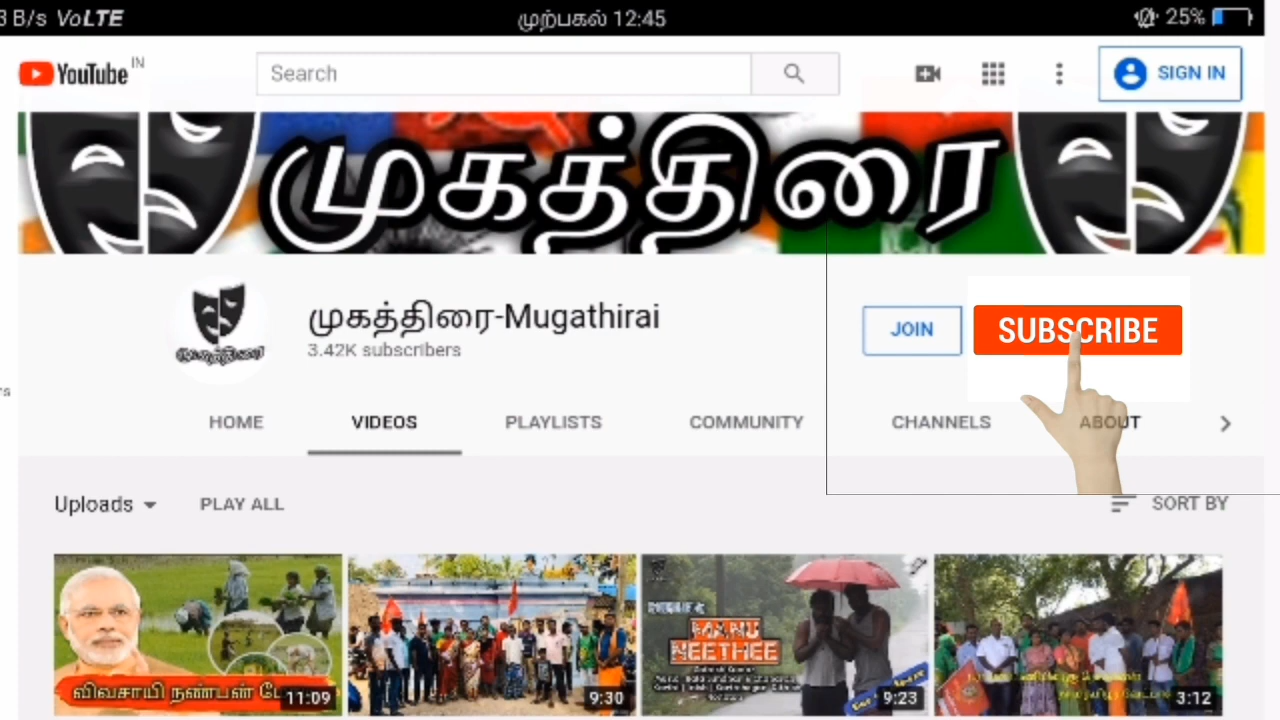 3 B/s VoLTE
முற்பகல் 12:45
25%
YouTube IN
Search
SIGN IN
முகத்திரை
முகத்திரை-Mugathirai
3.42K subscribers
முகத்திரை
JOIN
SUBSCRIBE
HOME
VIDEOS
PLAYLISTS
COMMUNITY
CHANNELS
ABOUT
Uploads
PLAY ALL
SORT BY
விவசாயி நண்பன்
11:09
9:30
MANU
NEETHEE
9:23
3:12